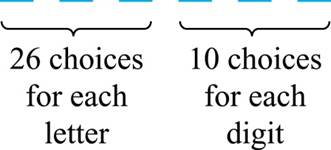 26 choices 10 choices
for each for each
letter digit